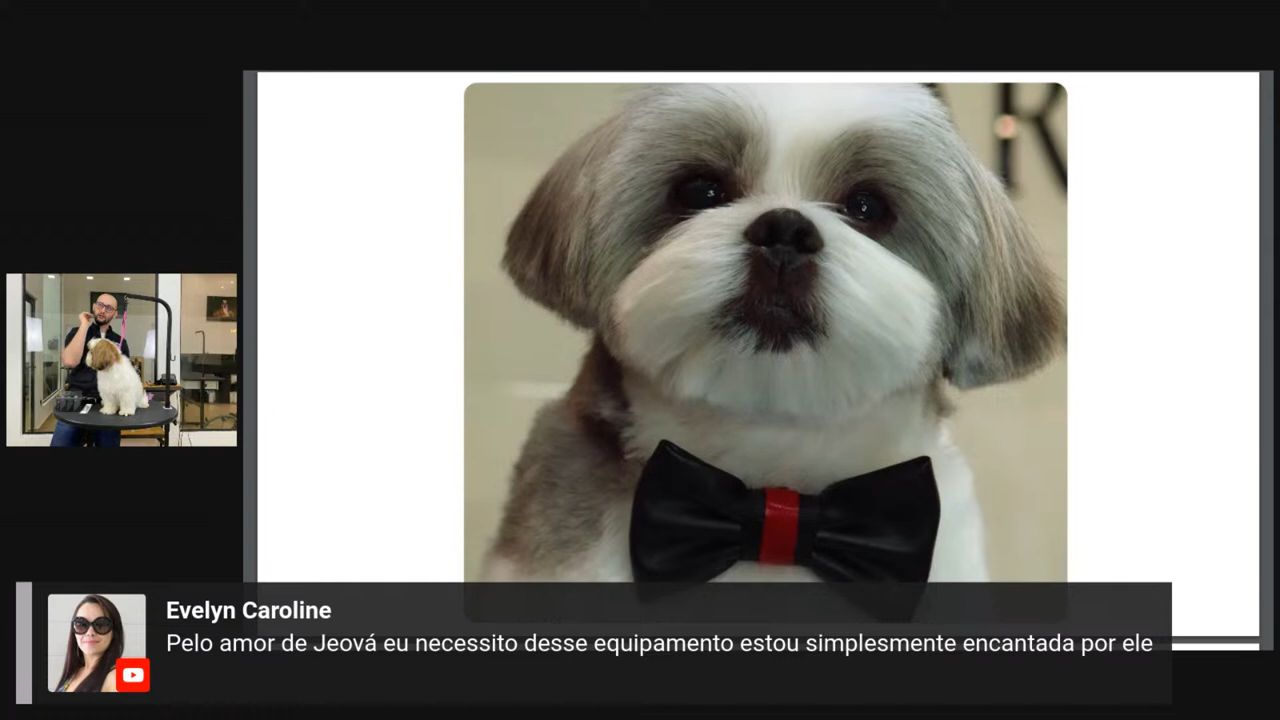 R
Evelyn Caroline
Pelo amor de Jeová eu necessito desse equipamento estou simplesmente encantada por ele